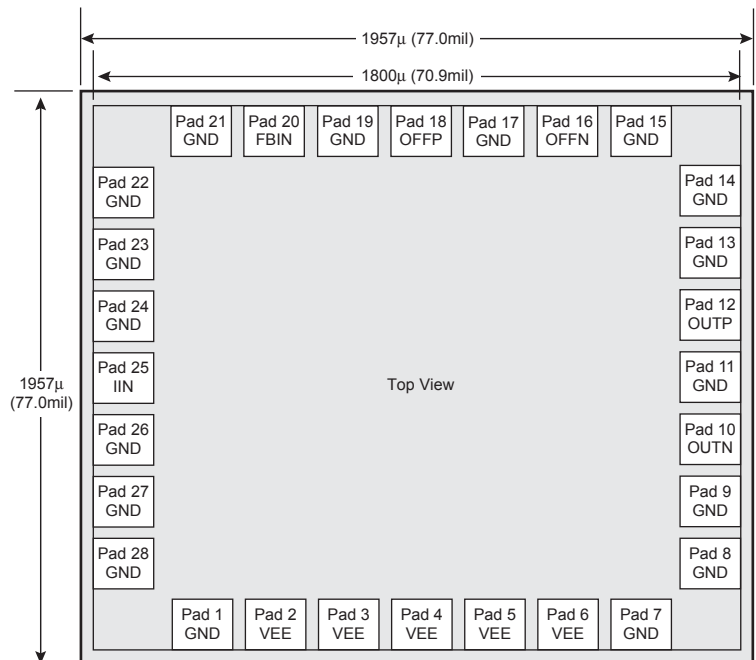 1957μ (77.0mil)
1800μ (70.9mil)
Pad 21
GND
Pad 20
FBIN
Pad 19
GND
Pad 18
OFFP
Pad 17
GND
Pad 16
OFFN
Pad 15
GND
Pad 22
GND
Pad 14
GND
Pad 23
GND
Pad 13
GND
Pad 24
GND
Pad 12
OUTP
1957μ
(77.0mil)
Pad 25
IIN
Top View
Pad 11
GND
Pad 26
GND
Pad 10
OUTN
Pad 27
GND
Pad 9
GND
Pad 28
GND
Pad 8
GND
Pad 1
GND
Pad 2
VEE
Pad 3
VEE
Pad 4
VEE
Pad 5
VEE
Pad 6
VEE
Pad 7
GND